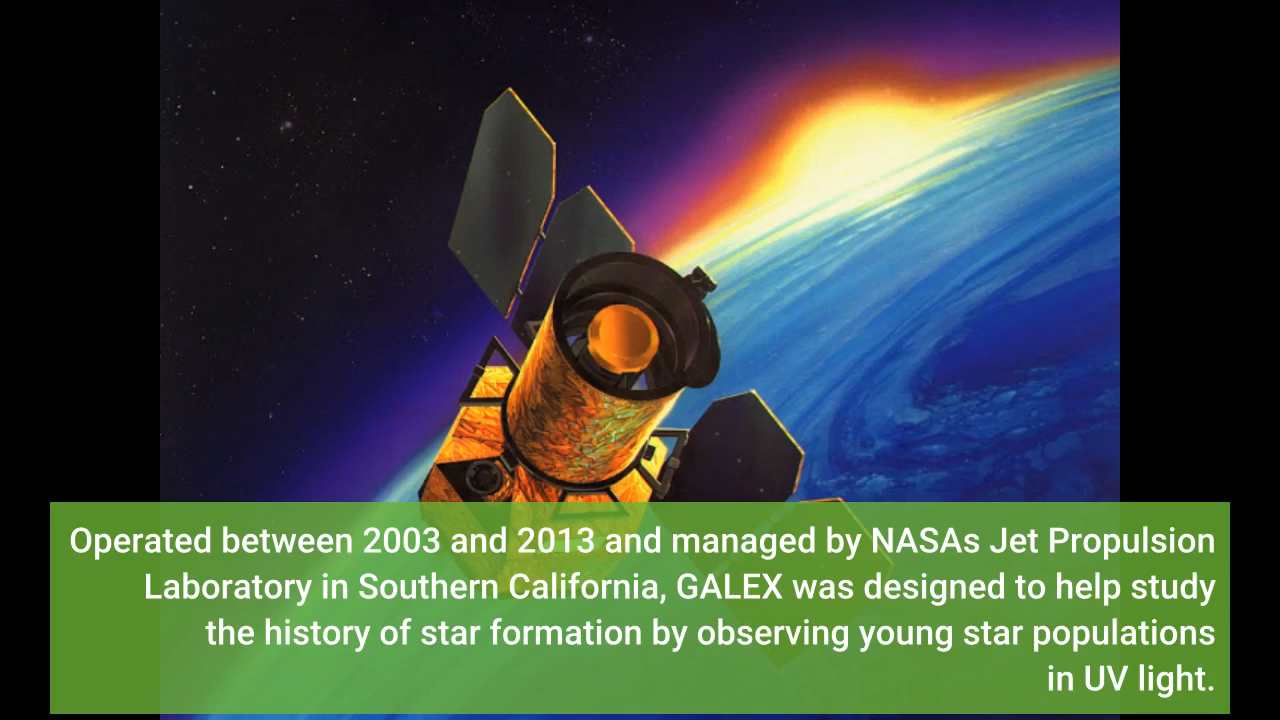 Operated between 2003 and 2013 and managed by NASAs Jet Propulsion
Laboratory in Southern California, GALEX was designed to help study
the history of star formation by observing young star populations
in UV light.